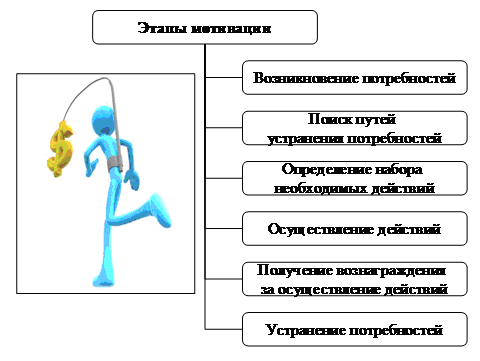 Этапы мотивации
Возникновение потребностей
Поиск путей
устранения потребностей
Определение набора
необходимых действий
Осуществление действий
Получение вознаграждения
за осуществление действий
Устранение потребностей
$